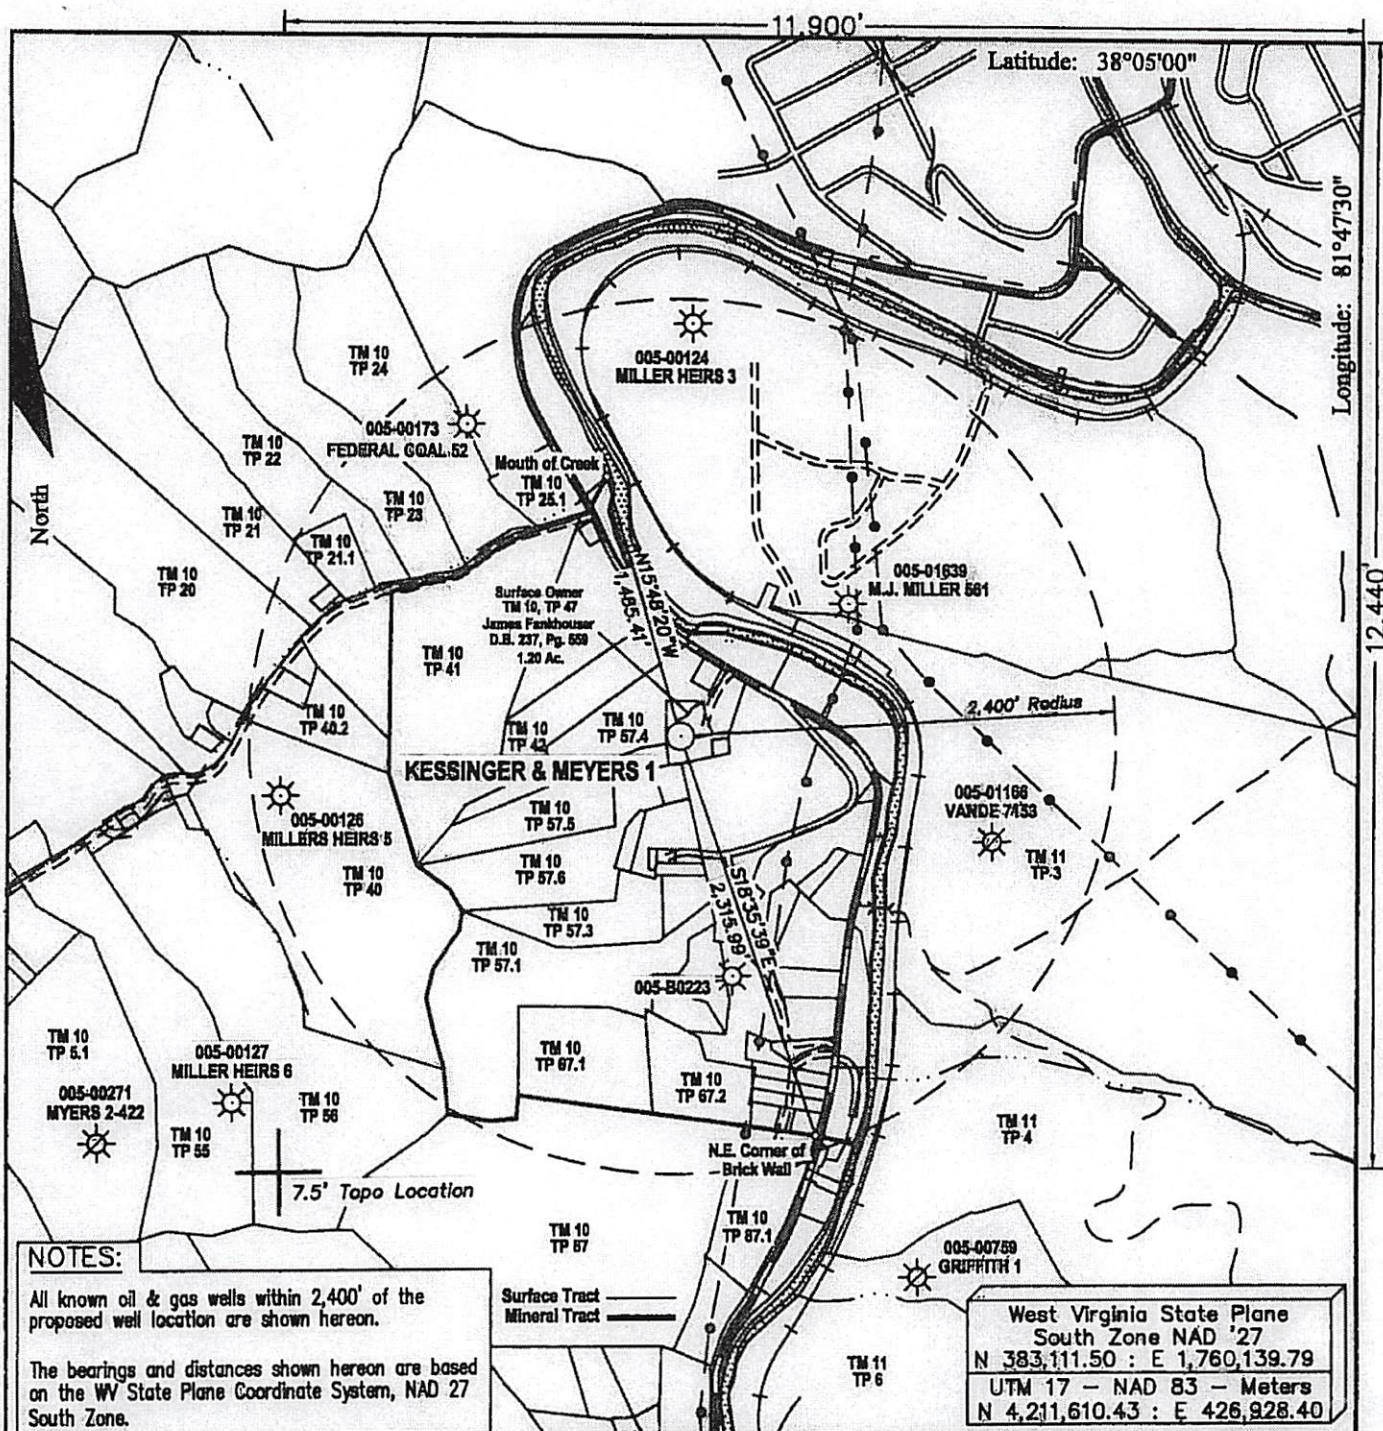 11,900'
Latitude: 38°05'00"
Longitude: 81°47'30"
12,440'
North
005-00124
MILLER HEIRS 3
TM 10
TP 24
005-00173
FEDERAL GOAL 52
TM 10
TP 22
Mouth of Creek
TM 10
TP 25.1
TM 10
TP 23
TM 10
TP 21
TM 10
TP 21.1
TM 10
TP 20
N15°48'20"W
1,485.41'
005-01639
M.J. MILLER 561
Surface Owner
TM 10, TP 47
James Fankhouser
D.B. 237, Pg. 559
1.20 Ac.
TM 10
TP 41
2,400' Radius
TM 10
TP 40.2
TM 10
TP 42
TM 10
TP 57.4
KESSINGER & MEYERS 1
005-00126
MILLERS HEIRS 5
TM 10
TP 57.5
005-01166
VANDE 7153
TM 11
TP 3
TM 10
TP 40
TM 10
TP 57.6
S18°35'39"E
2,315.99'
TM 10
TP 57.3
TM 10
TP 57.1
005-B0223
TM 10
TP 5.1
005-00127
MILLER HEIRS 6
TM 10
TP 67.1
TM 10
TP 67.2
005-00271
MYERS 2-422
TM 10
TP 56
TM 10
TP 55
TM 11
TP 4
N.E. Corner of
Brick Wall
7.5' Topo Location
TM 10
TP 87
TM 10
TP 87.1
005-00759
GRIFFITH 1
NOTES:
All known oil & gas wells within 2,400' of the
proposed well location are shown hereon.
The bearings and distances shown hereon are based
on the WV State Plane Coordinate System, NAD 27
South Zone.
Surface Tract
Mineral Tract
TM 11
TP 6
West Virginia State Plane
South Zone NAD '27
N 383,111.50 : E 1,760,139.79
UTM 17 – NAD 83 – Meters
N 4,211,610.43 : E 426,928.40